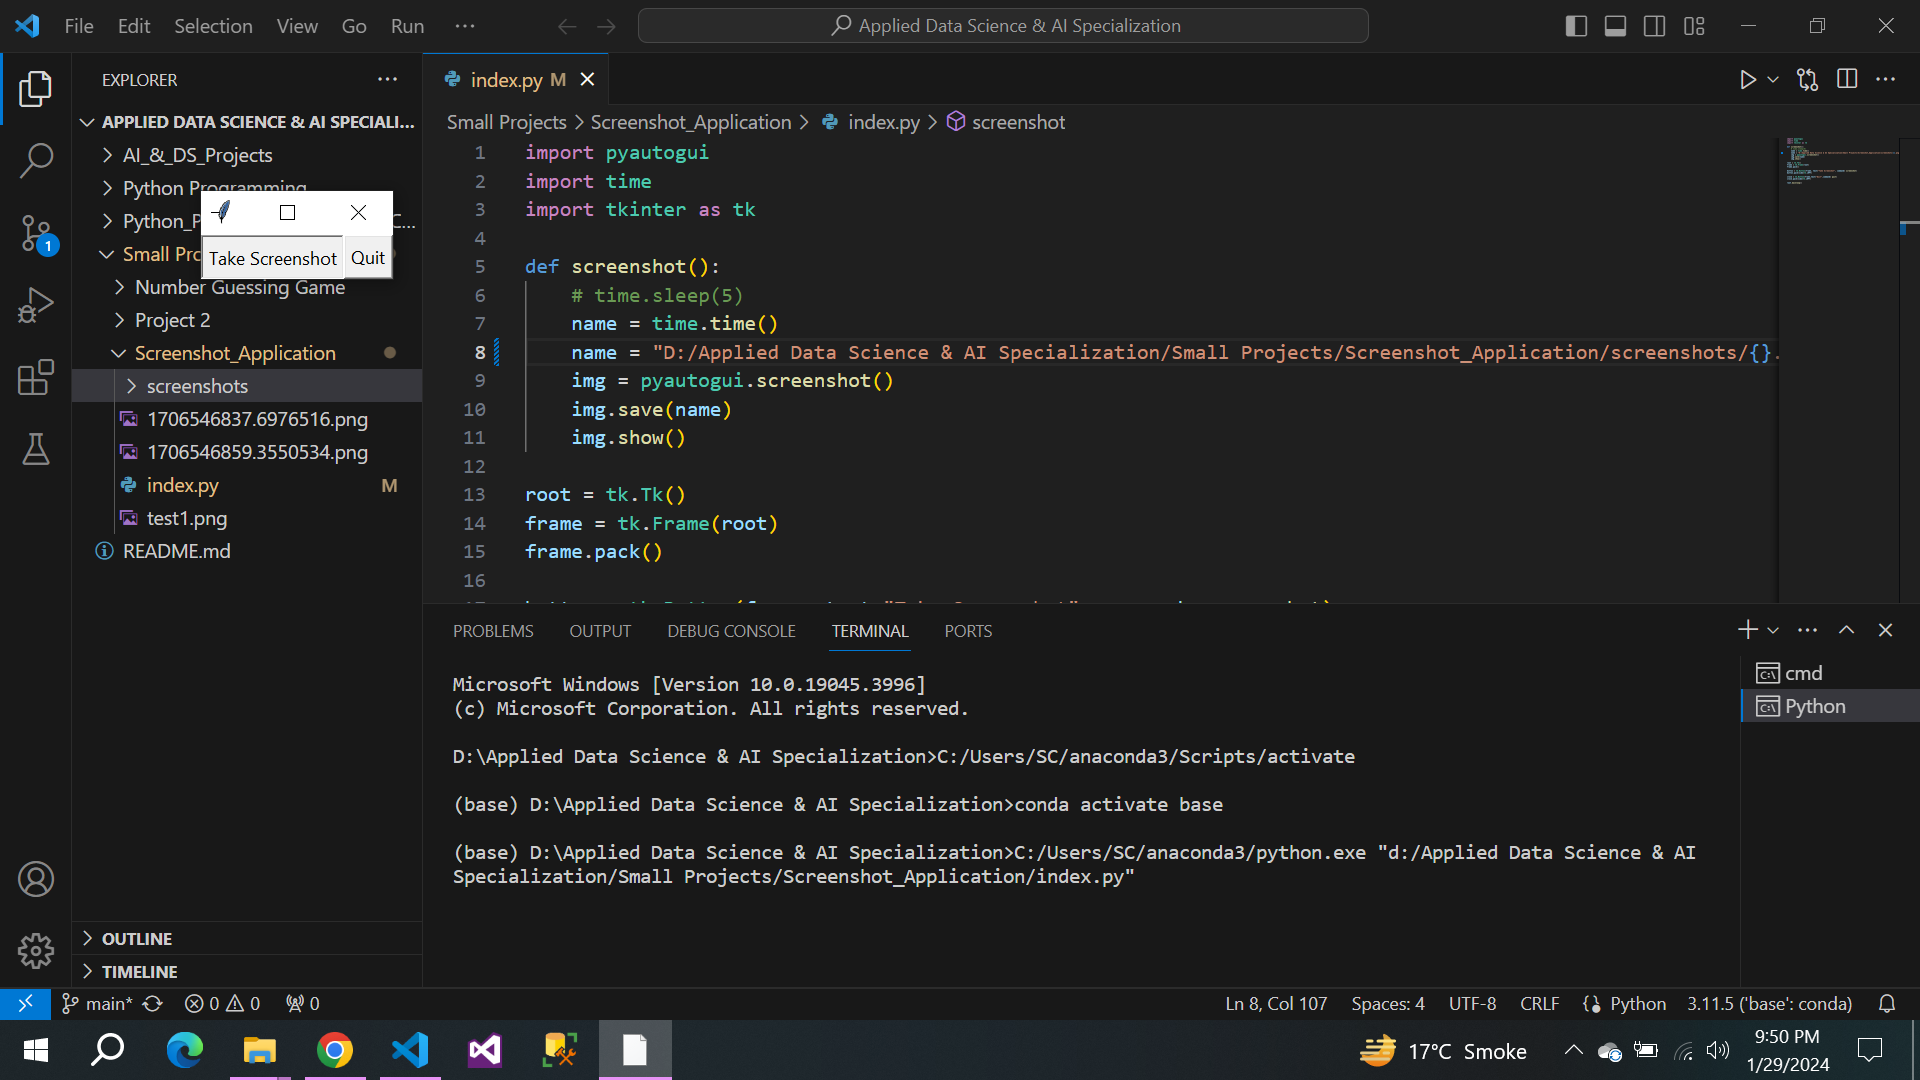 File Edit Selection View Go Run ···
Applied Data Science & AI Specialization
EXPLORER
index.py M
APPLIED DATA SCIENCE & AI SPECIALI...
AI_&_DS_Projects
Python Programming
Python_P
C...
Small Pro
Take Screenshot Quit
Number Guessing Game
Project 2
Screenshot_Application
screenshots
1706546837.6976516.png
1706546859.3550534.png
index.py M
test1.png
README.md
OUTLINE
TIMELINE
1
Small Projects > Screenshot_Application > index.py > screenshot
1 import pyautogui
2 import time
3 import tkinter as tk
4
5 def screenshot():
6 # time.sleep(5)
7 name = time.time()
8 name = "D:/Applied Data Science & AI Specialization/Small Projects/Screenshot_Application/screenshots/{}.
9 img = pyautogui.screenshot()
10 img.save(name)
11 img.show()
12
13 root = tk.Tk()
14 frame = tk.Frame(root)
15 frame.pack()
16
PROBLEMS OUTPUT DEBUG CONSOLE TERMINAL PORTS
cmd
Python
Microsoft Windows [Version 10.0.19045.3996]
(c) Microsoft Corporation. All rights reserved.
D:\Applied Data Science & AI Specialization>C:/Users/SC/anaconda3/Scripts/activate
(base) D:\Applied Data Science & AI Specialization>conda activate base
(base) D:\Applied Data Science & AI Specialization>C:/Users/SC/anaconda3/python.exe "d:/Applied Data Science & AI
Specialization/Small Projects/Screenshot_Application/index.py"
main* 0 0 0
Ln 8, Col 107 Spaces: 4 UTF-8 CRLF Python 3.11.5 ('base': conda)
17°C Smoke
9:50 PM
1/29/2024